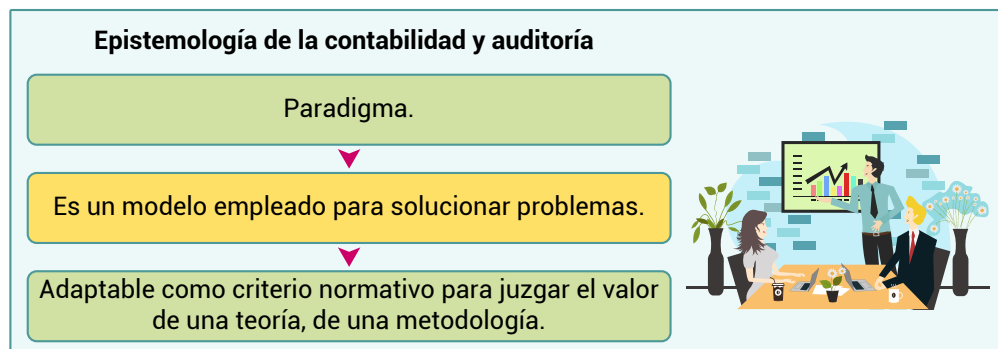 Epistemología de la contabilidad y auditoría
Paradigma.
Es un modelo empleado para solucionar problemas.
Adaptable como criterio normativo para juzgar el valor
de una teoría, de una metodología.